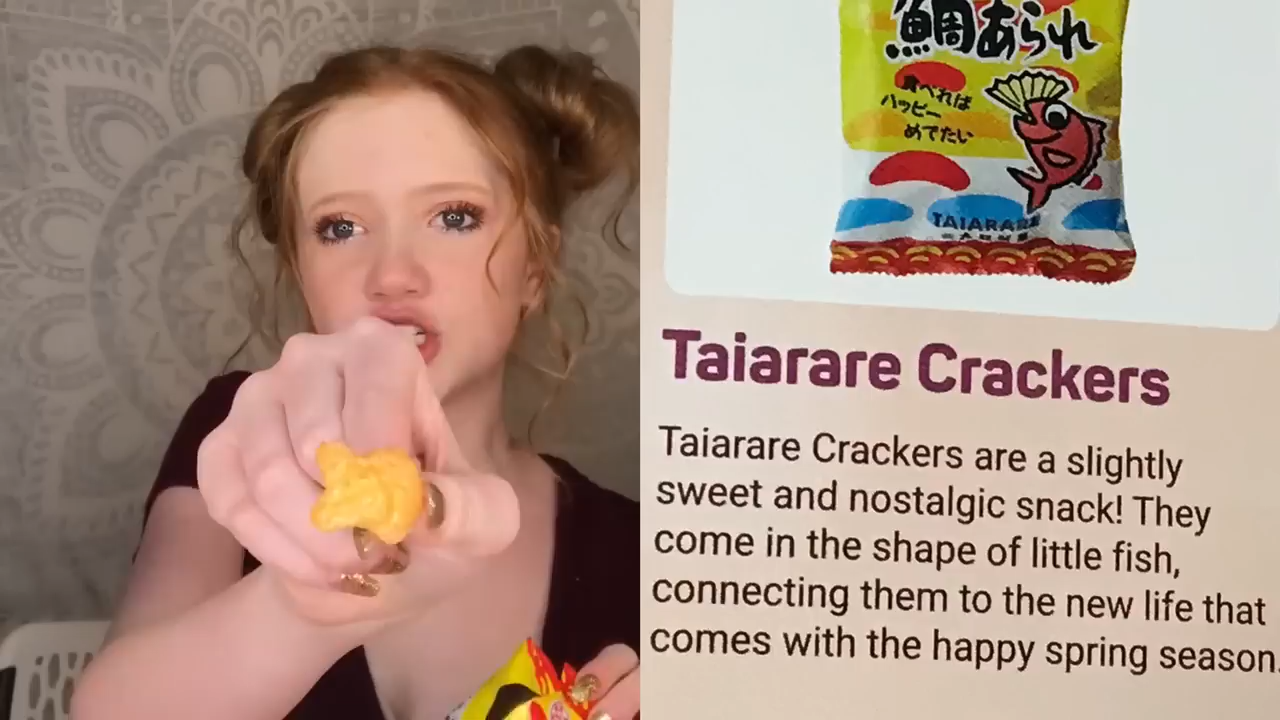 鯛あられ
食べれば
ハッピー
めでたい
TAIARARE
Taiarare Crackers
Taiarare Crackers are a slightly
sweet and nostalgic snack! They
come in the shape of little fish,
connecting them to the new life that
comes with the happy spring season.